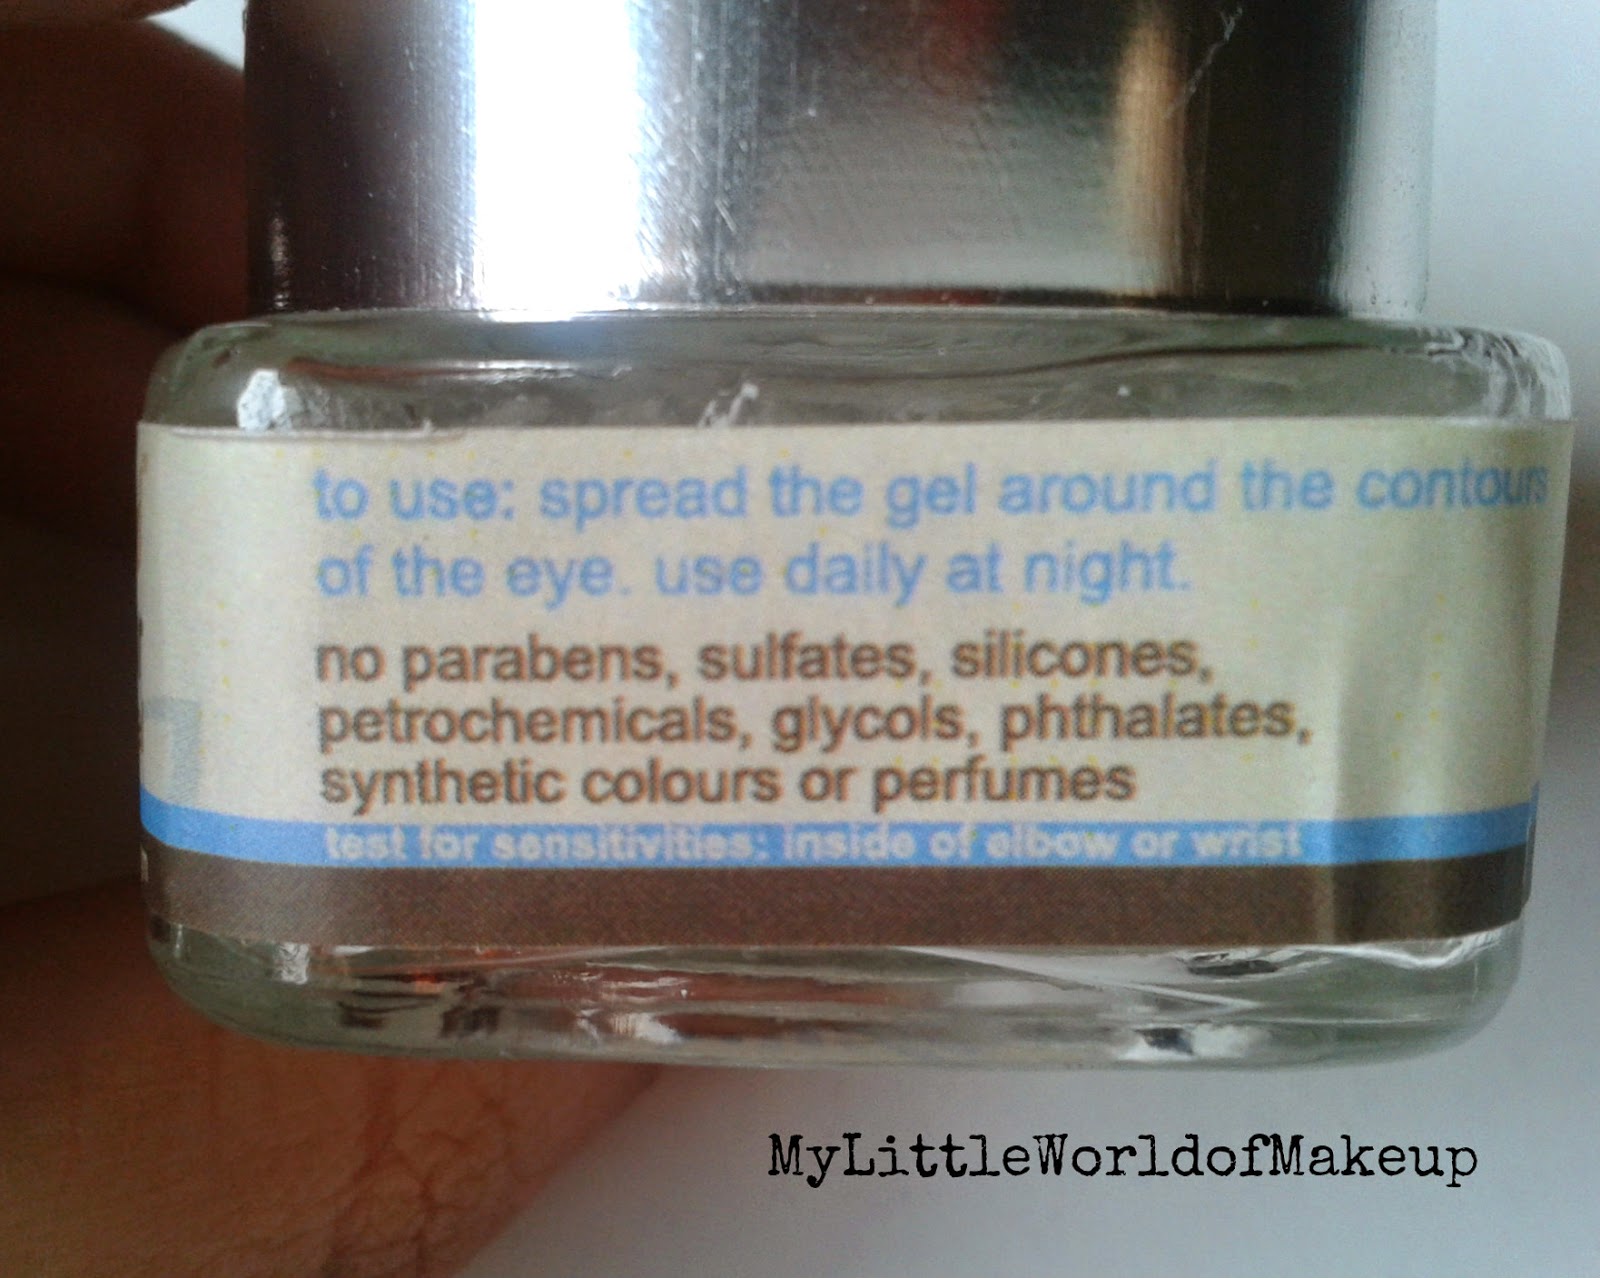 to use: spread the gel around the contours
of the eye. use daily at night.
no parabens, sulfates, silicones,
petrochemicals, glycols, phthalates,
synthetic colours or perfumes
test for sensitivities: inside of elbow or wrist
MyLittleWorldofMakeup